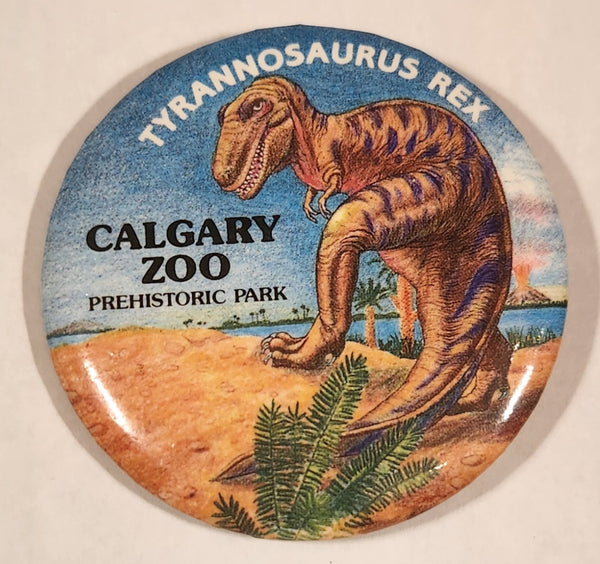 TYRANNOSAURUS REX
CALGARY
ZOO
PREHISTORIC PARK